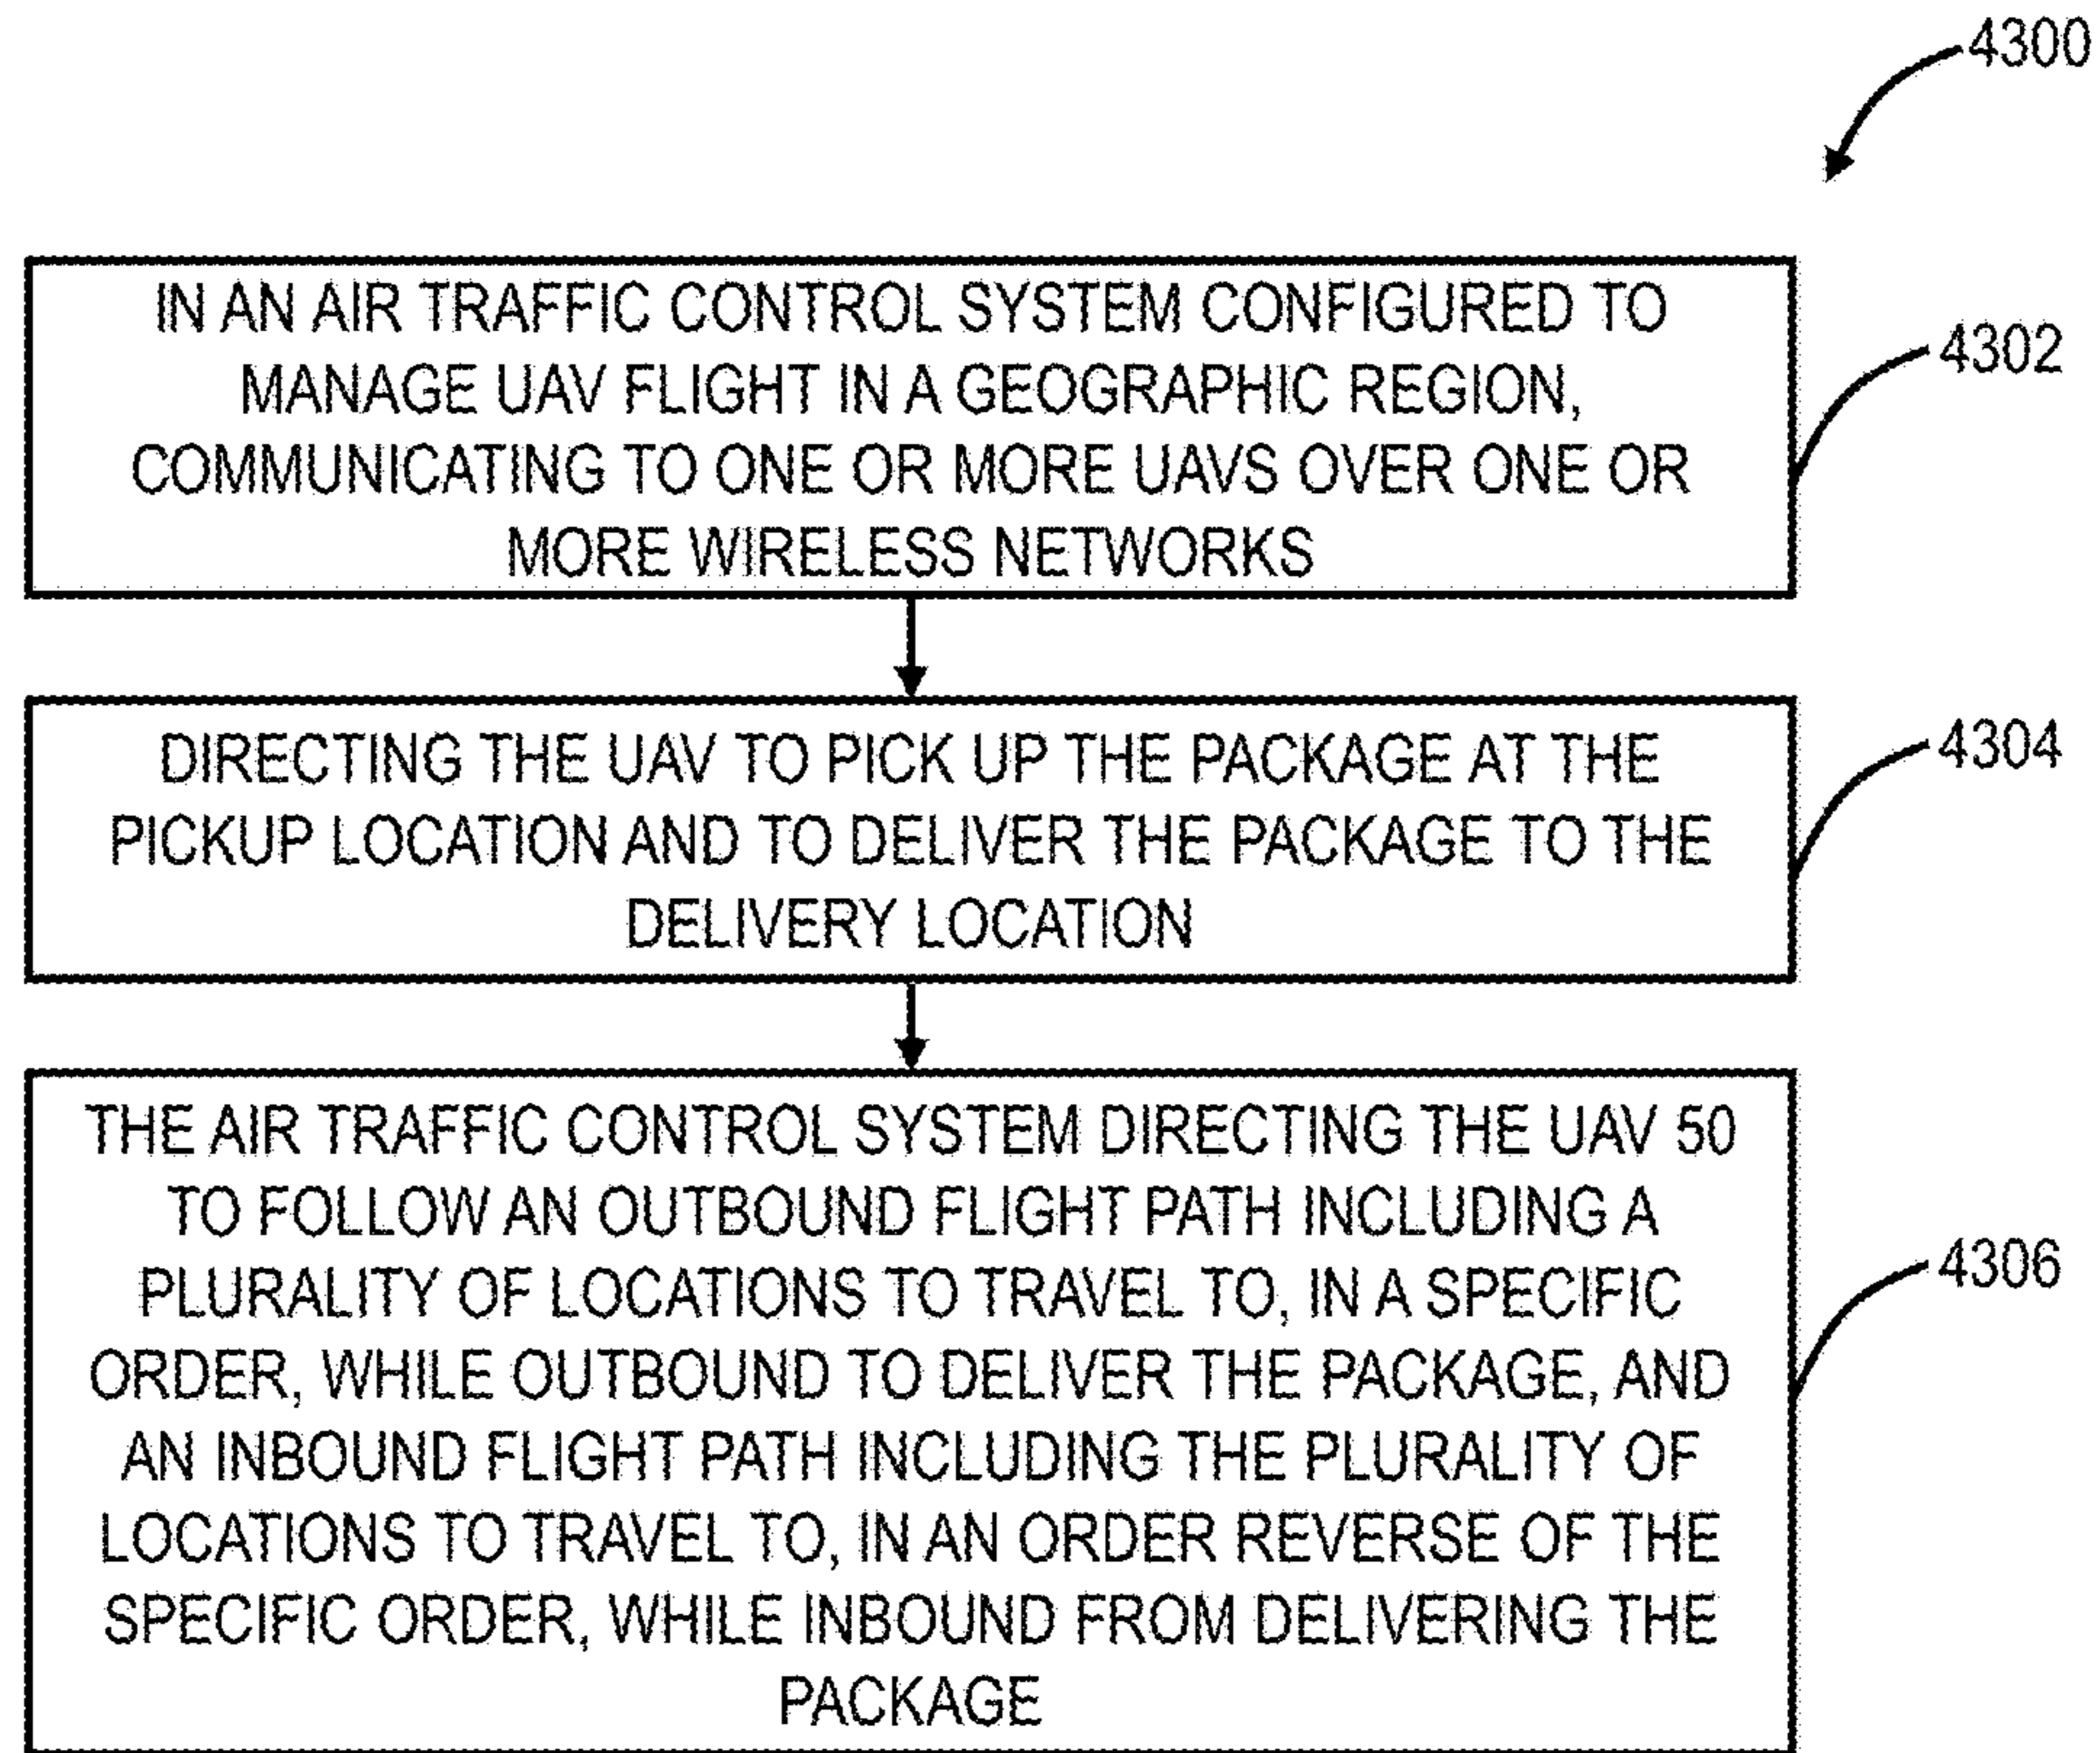 4300
IN AN AIR TRAFFIC CONTROL SYSTEM CONFIGURED TO
MANAGE UAV FLIGHT IN A GEOGRAPHIC REGION,
COMMUNICATING TO ONE OR MORE UAVS OVER ONE OR
MORE WIRELESS NETWORKS
4302
DIRECTING THE UAV TO PICK UP THE PACKAGE AT THE
PICKUP LOCATION AND TO DELIVER THE PACKAGE TO THE
DELIVERY LOCATION
4304
THE AIR TRAFFIC CONTROL SYSTEM DIRECTING THE UAV 50
TO FOLLOW AN OUTBOUND FLIGHT PATH INCLUDING A
PLURALITY OF LOCATIONS TO TRAVEL TO, IN A SPECIFIC
ORDER, WHILE OUTBOUND TO DELIVER THE PACKAGE, AND
AN INBOUND FLIGHT PATH INCLUDING THE PLURALITY OF
LOCATIONS TO TRAVEL TO, IN AN ORDER REVERSE OF THE
SPECIFIC ORDER, WHILE INBOUND FROM DELIVERING THE
PACKAGE
4306